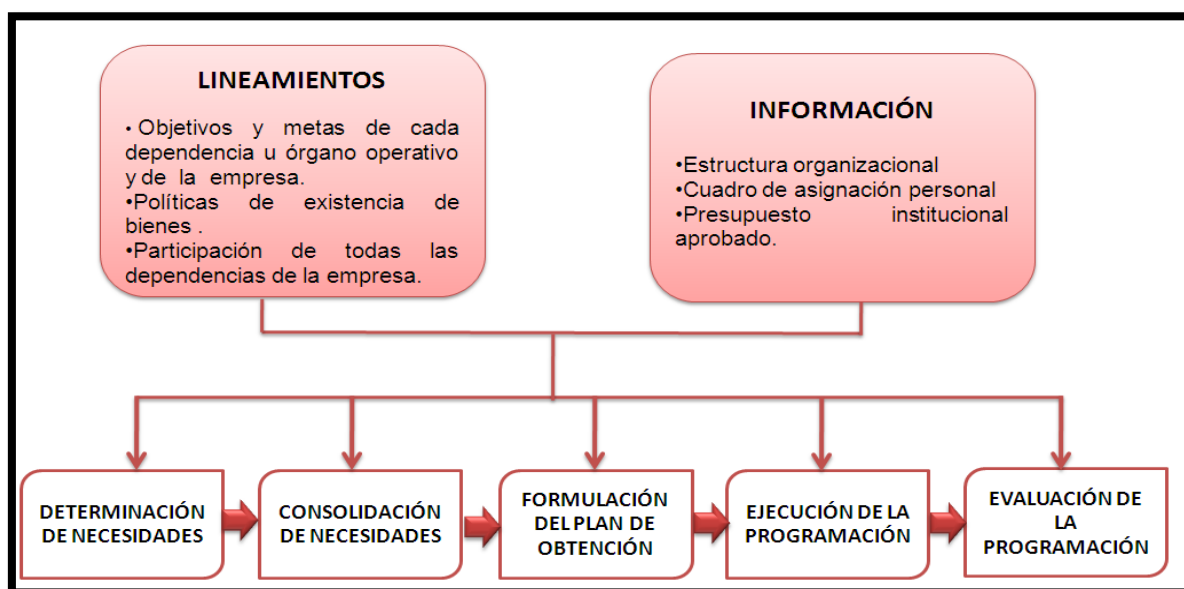 LINEAMIENTOS
• Objetivos y metas de cada
dependencia u órgano operativo
y de la empresa.
•Políticas de existencia de
bienes .
•Participación de todas las
dependencias de la empresa.
INFORMACIÓN
•Estructura organizacional
•Cuadro de asignación personal
•Presupuesto institucional
aprobado.
DETERMINACIÓN
DE NECESIDADES
CONSOLIDACIÓN
DE NECESIDADES
FORMULACIÓN
DEL PLAN DE
OBTENCIÓN
EJECUCIÓN DE LA
PROGRAMACIÓN
EVALUACIÓN DE
LA
PROGRAMACIÓN